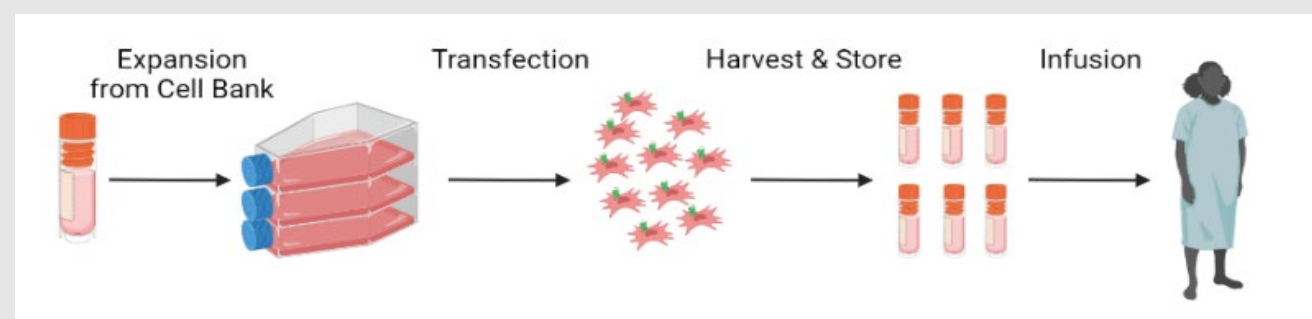 Expansion
from Cell Bank
Transfection
Harvest & Store
Infusion